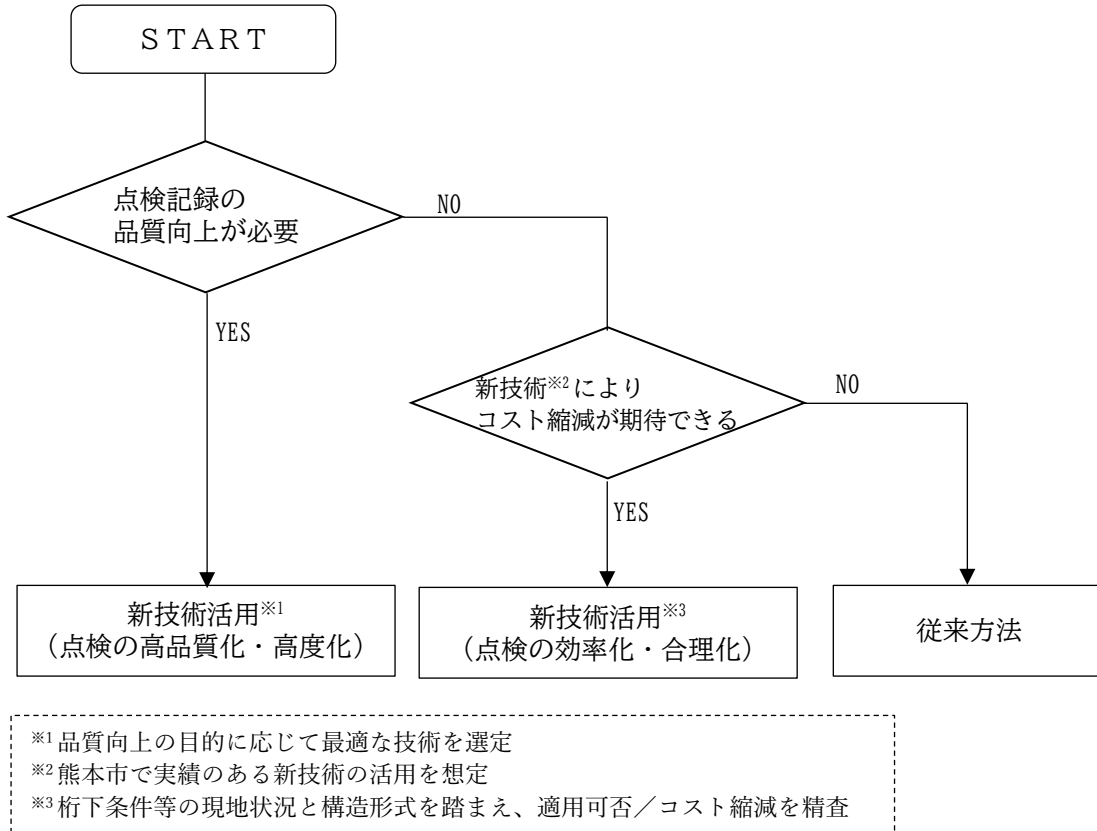 ＳＴＡＲＴ
点検記録の
品質向上が必要
NO
YES
新技術※2により
コスト縮減が期待できる
NO
YES
新技術活用※1
（点検の高品質化・高度化）
新技術活用※3
（点検の効率化・合理化）
従来方法
※1 品質向上の目的に応じて最適な技術を選定
※2 熊本市で実績のある新技術の活用を想定
※3 桁下条件等の現地状況と構造形式を踏まえ、適用可否／コスト縮減を精査